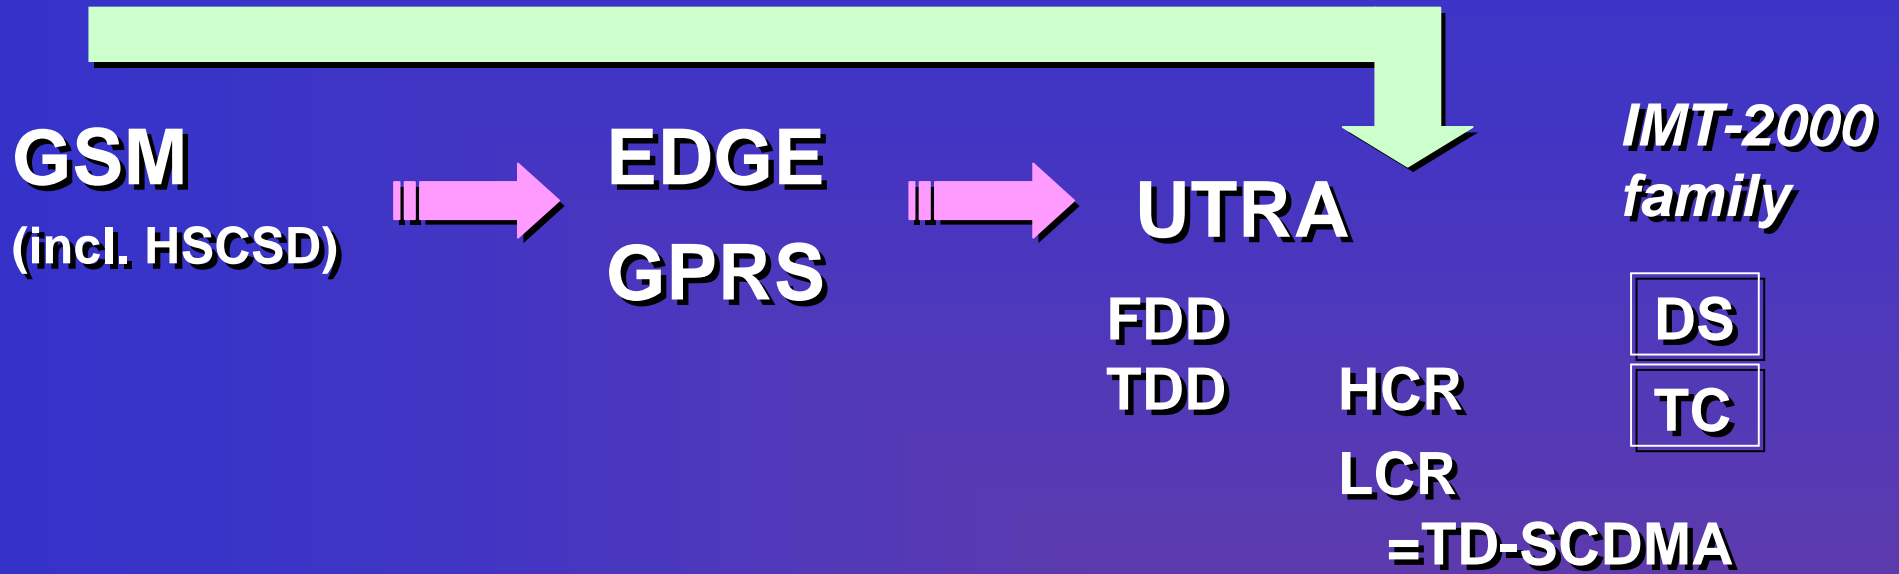 GSM
(incl. HSCSD)
EDGE
GPRS
UTRA
FDD
TDD HCR
LCR
=TD-SCDMA
IMT-2000
family
DS
TC